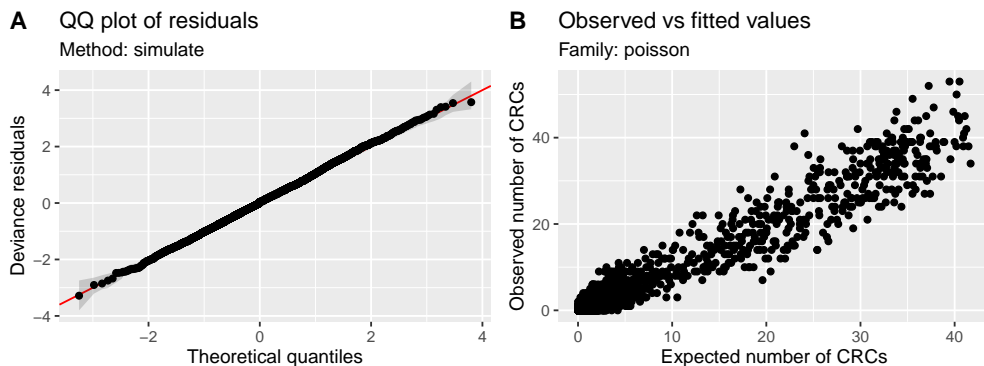 A
QQ plot of residuals
Method: simulate
4
2
0
−2
−4
Deviance residuals
−2
0
2
4
Theoretical quantiles
B
Observed vs fitted values
Family: poisson
40
20
0
Observed number of CRCs
0
10
20
30
40
Expected number of CRCs